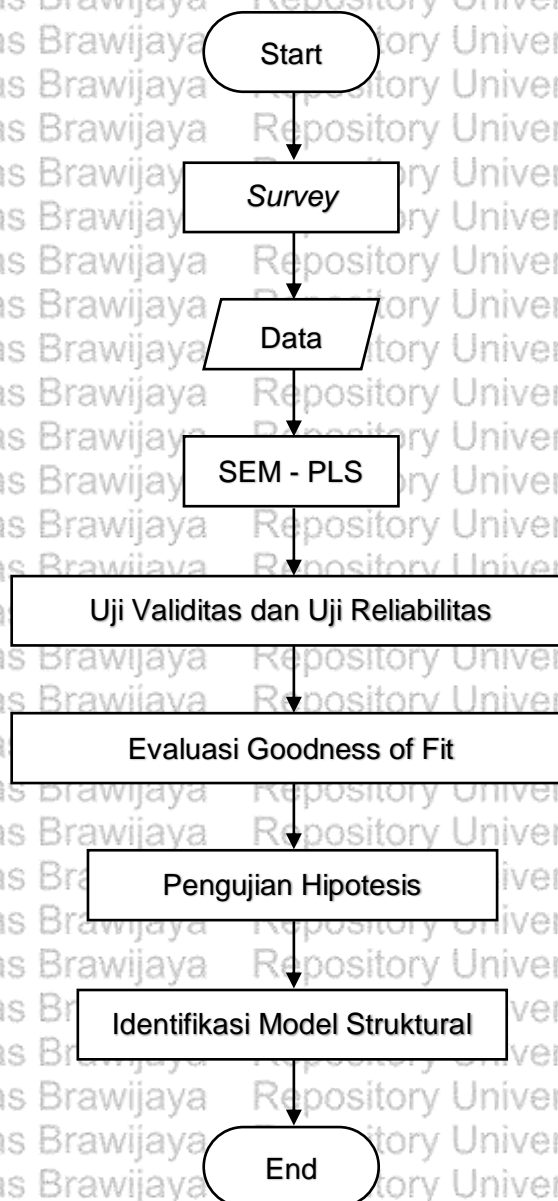 Start
Survey
Data
SEM - PLS
Uji Validitas dan Uji Reliabilitas
Evaluasi Goodness of Fit
Pengujian Hipotesis
Identifikasi Model Struktural
End